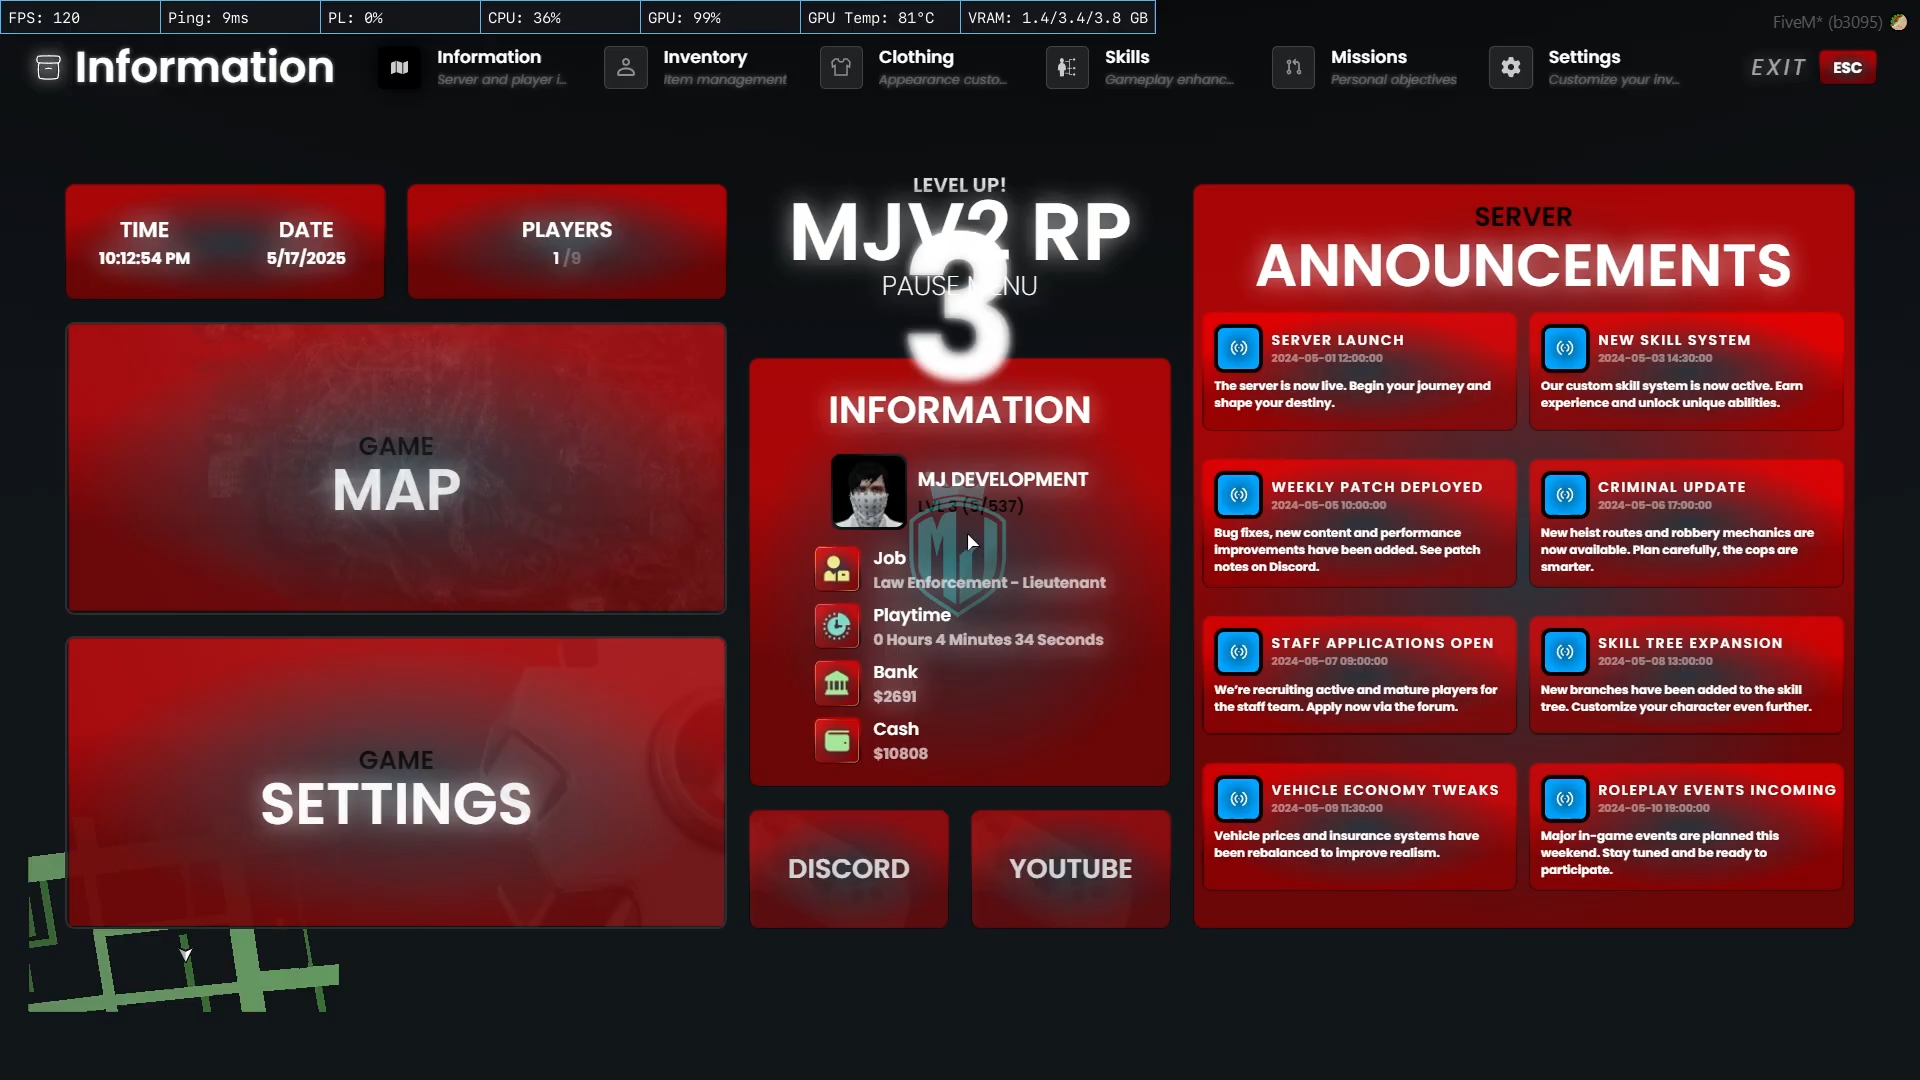 FPS: 120
Ping: 9ms
PL: 0%
CPU: 36%
GPU: 99%
GPU Temp: 81°C
VRAM: 1.4/3.4/3.8 GB
FiveM* (b3095)
Information
Information
Server and player i...
Inventory
Item management
Clothing
Appearance custo...
Skills
Gameplay enhanc...
Missions
Personal objectives
Settings
Customize your inv...
EXIT
ESC
TIME
10:12:54 PM
DATE
5/17/2025
PLAYERS
1 /9
GAME
MAP
GAME
SETTINGS
LEVEL UP!
MJV2 RP
3
PAUSE MENU
INFORMATION
MJ DEVELOPMENT
LVL 3 (5/537)
MJ
Job
Law Enforcement - Lieutenant
Playtime
0 Hours 4 Minutes 34 Seconds
Bank
$2691
Cash
$10808
DISCORD
YOUTUBE
SERVER
ANNOUNCEMENTS
SERVER LAUNCH
2024-05-01 12:00:00
The server is now live. Begin your journey and
shape your destiny.
NEW SKILL SYSTEM
2024-05-03 14:30:00
Our custom skill system is now active. Earn
experience and unlock unique abilities.
WEEKLY PATCH DEPLOYED
2024-05-05 10:00:00
Bug fixes, new content and performance
improvements have been added. See patch
notes on Discord.
CRIMINAL UPDATE
2024-05-06 17:00:00
New heist routes and robbery mechanics are
now available. Plan carefully, the cops are
smarter.
STAFF APPLICATIONS OPEN
2024-05-07 09:00:00
We're recruiting active and mature players for
the staff team. Apply now via the forum.
SKILL TREE EXPANSION
2024-05-08 13:00:00
New branches have been added to the skill
tree. Customize your character even further.
VEHICLE ECONOMY TWEAKS
2024-05-09 11:30:00
Vehicle prices and insurance systems have
been rebalanced to improve realism.
ROLEPLAY EVENTS INCOMING
2024-05-10 19:00:00
Major in-game events are planned this
weekend. Stay tuned and be ready to
participate.